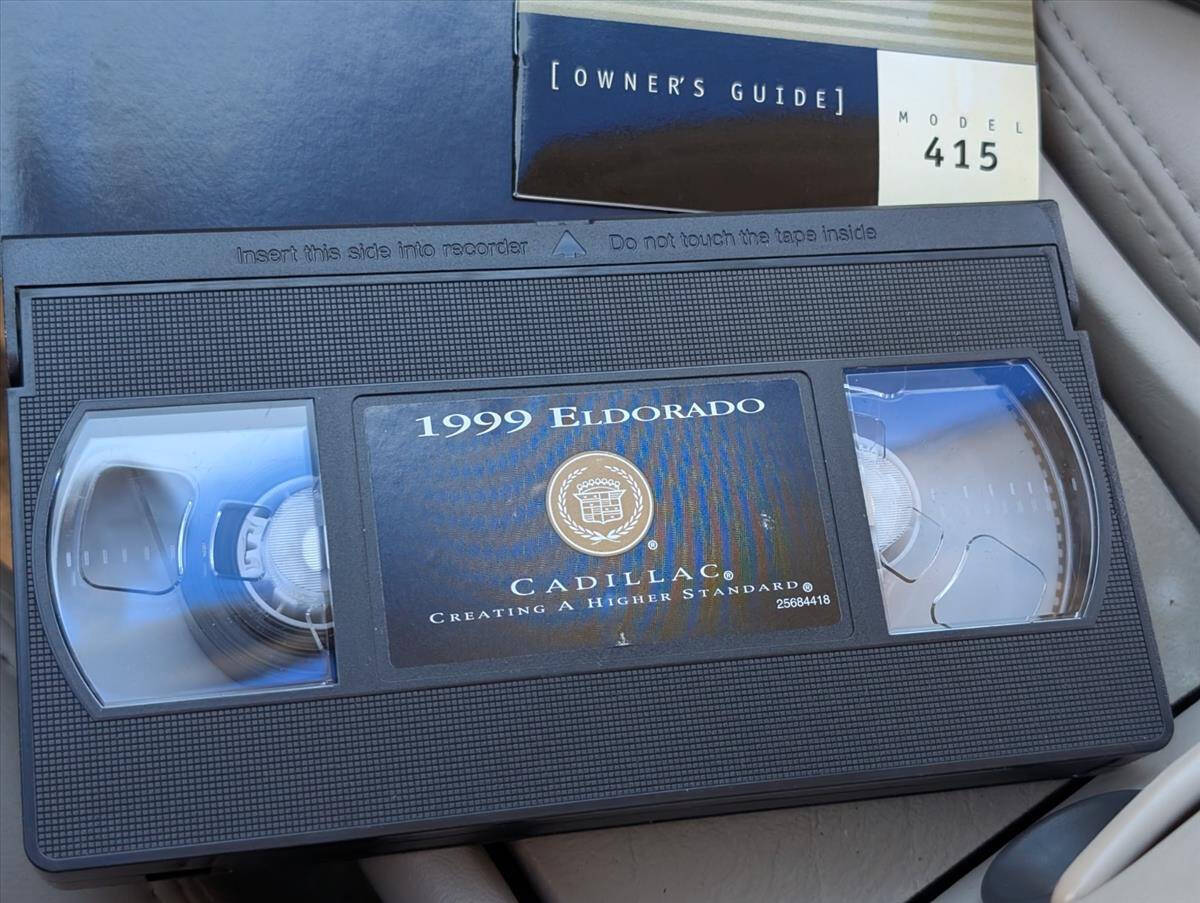 [OWNER'S GUIDE]
MODEL
415
Insert this side into recorder Do not touch the tape inside
1999 ELDORADO
®
CADILLAC®
CREATING A HIGHER STANDARD®
25684418